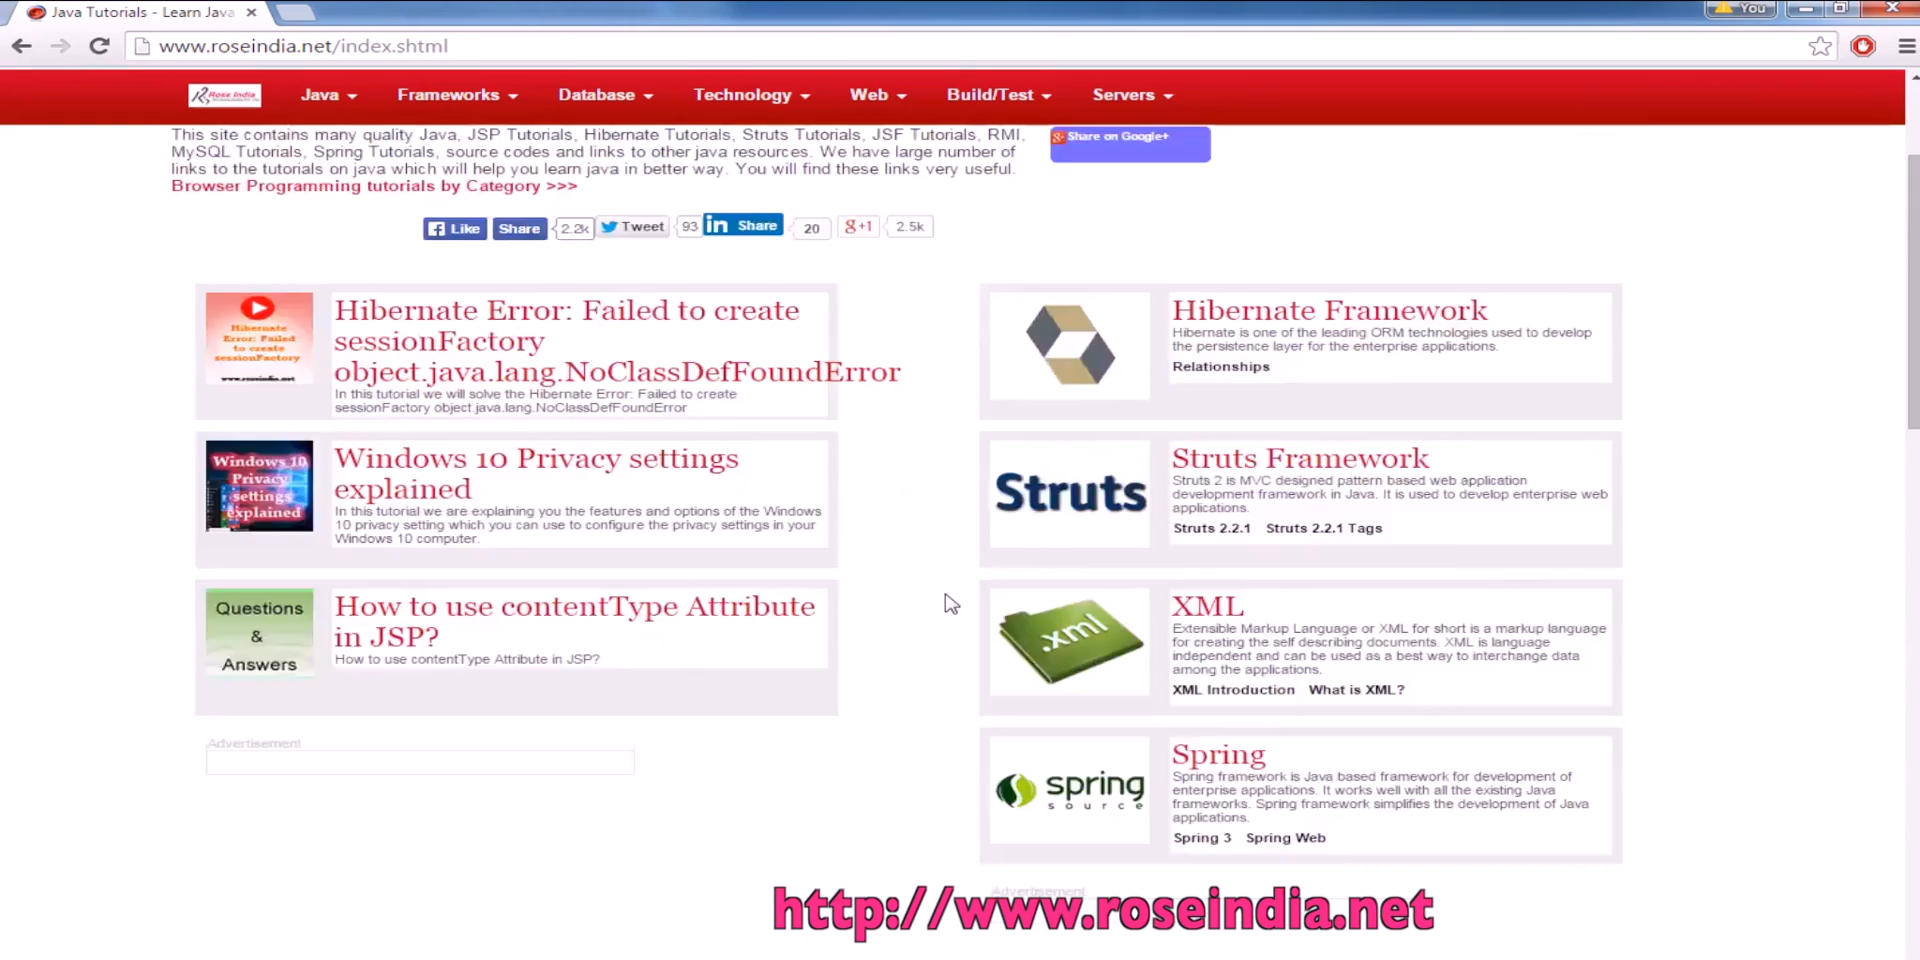 Java Tutorials - Learn Java
You
www.roseindia.net/index.shtml
Rose India
Java
Frameworks
Database
Technology
Web
Build/Test
Servers
This site contains many quality Java, JSP Tutorials, Hibernate Tutorials, Struts Tutorials, JSF Tutorials, RMI,
MySQL Tutorials, Spring Tutorials, source codes and links to other java resources. We have large number of
links to the tutorials on java which will help you learn java in better way. You will find these links very useful.
Browser Programming tutorials by Category >>>
Share on Google+
Like Share 2.2k Tweet 93 in Share 20 g+1 2.5k
Hibernate
Error: Failed
to create
sessionFactory
www.roseindia.net
Hibernate Error: Failed to create
sessionFactory
object.java.lang.NoClassDefFoundError
In this tutorial we will solve the Hibernate Error: Failed to create
sessionFactory object.java.lang.NoClassDefFoundError
Windows 10
Privacy
settings
explained
Windows 10 Privacy settings
explained
In this tutorial we are explaining you the features and options of the Windows
10 privacy setting which you can use to configure the privacy settings in your
Windows 10 computer.
Questions
&
Answers
How to use contentType Attribute
in JSP?
How to use contentType Attribute in JSP?
Advertisement
Hibernate Framework
Hibernate is one of the leading ORM technologies used to develop
the persistence layer for the enterprise applications.
Relationships
Struts
Struts Framework
Struts 2 is MVC designed pattern based web application
development framework in Java. It is used to develop enterprise web
applications.
Struts 2.2.1 Struts 2.2.1 Tags
.xml
XML
Extensible Markup Language or XML for short is a markup language
for creating the self describing documents. XML is language
independent and can be used as a best way to interchange data
among the applications.
XML Introduction What is XML?
spring
source
Spring
Spring framework is Java based framework for development of
enterprise applications. It works well with all the existing Java
frameworks. Spring framework simplifies the development of Java
applications.
Spring 3 Spring Web
Advertisement
http://www.roseindia.net